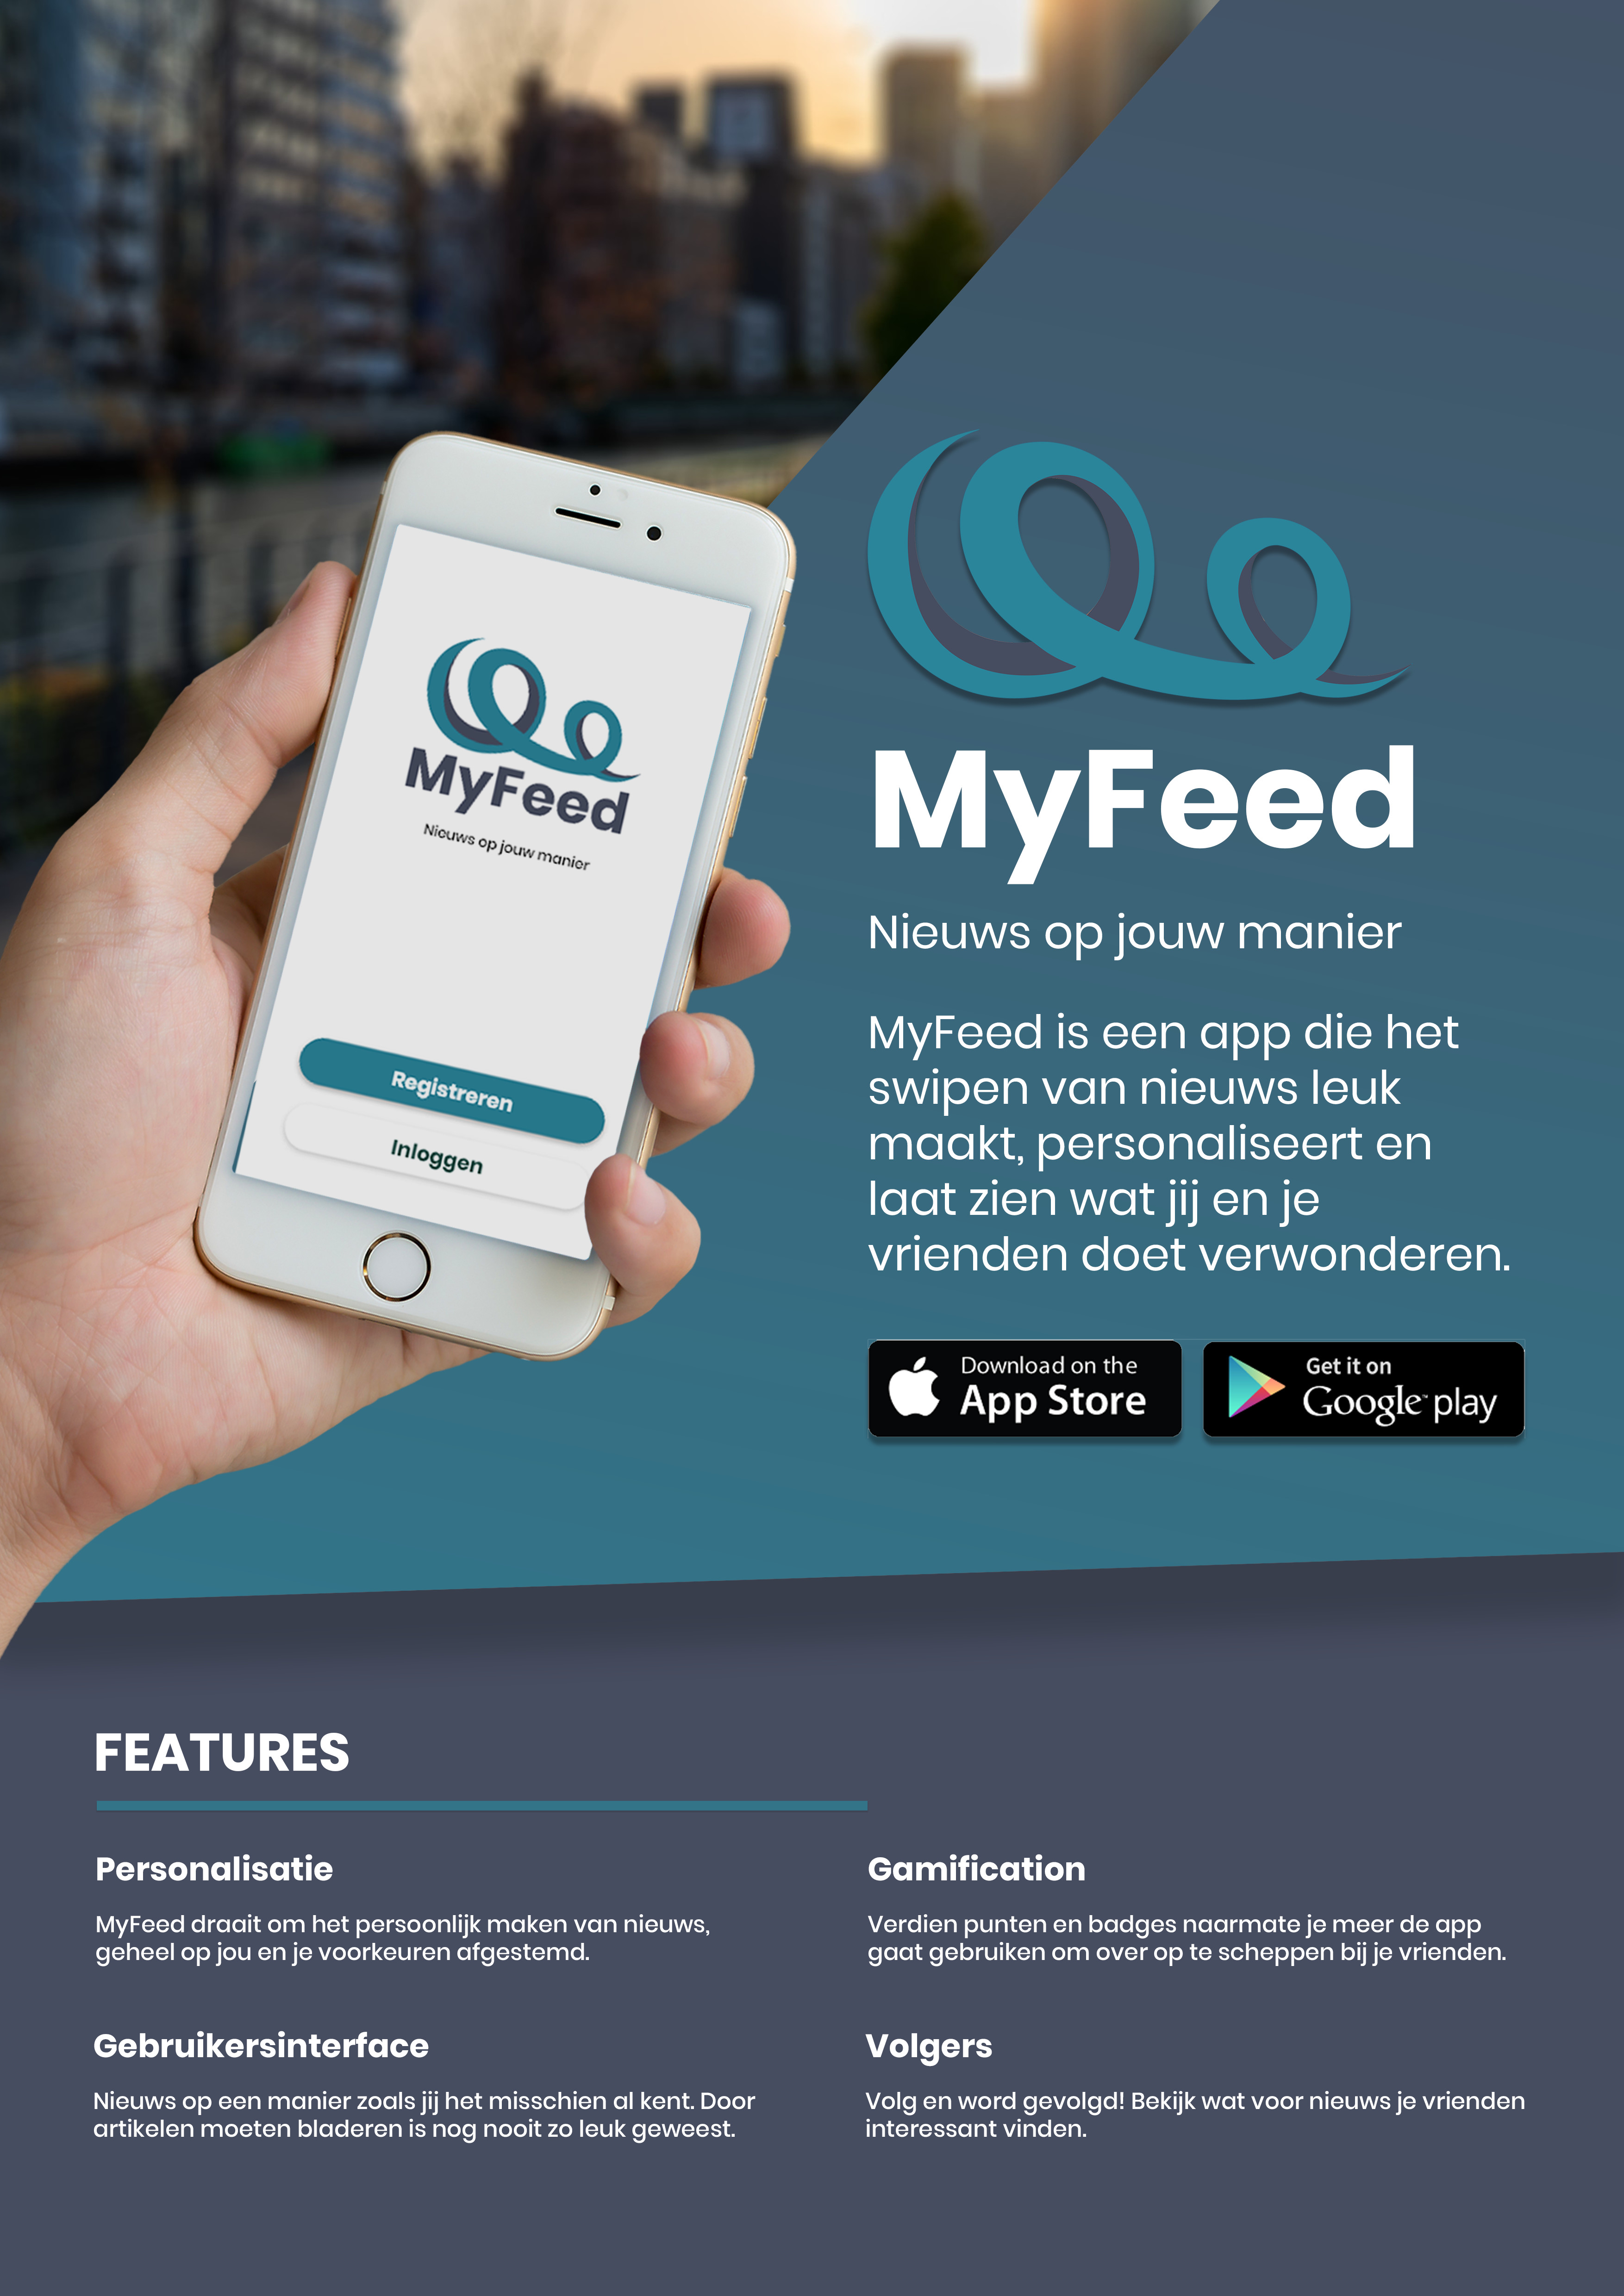 MyFeed
Nieuws op jouw manier
Registreren
Inloggen
MyFeed
Nieuws op jouw manier
MyFeed is een app die het
swipen van nieuws leuk
maakt, personaliseert en
laat zien wat jij en je
vrienden doet verwonderen.
Download on the
App Store
Get it on
Google play
FEATURES
Personalisatie
MyFeed draait om het persoonlijk maken van nieuws,
geheel op jou en je voorkeuren afgestemd.
Gamification
Verdien punten en badges naarmate je meer de app
gaat gebruiken om over op te scheppen bij je vrienden.
Gebruikersinterface
Nieuws op een manier zoals jij het misschien al kent. Door
artikelen moeten bladeren is nog nooit zo leuk geweest.
Volgers
Volg en word gevolgd! Bekijk wat voor nieuws je vrienden
interessant vinden.